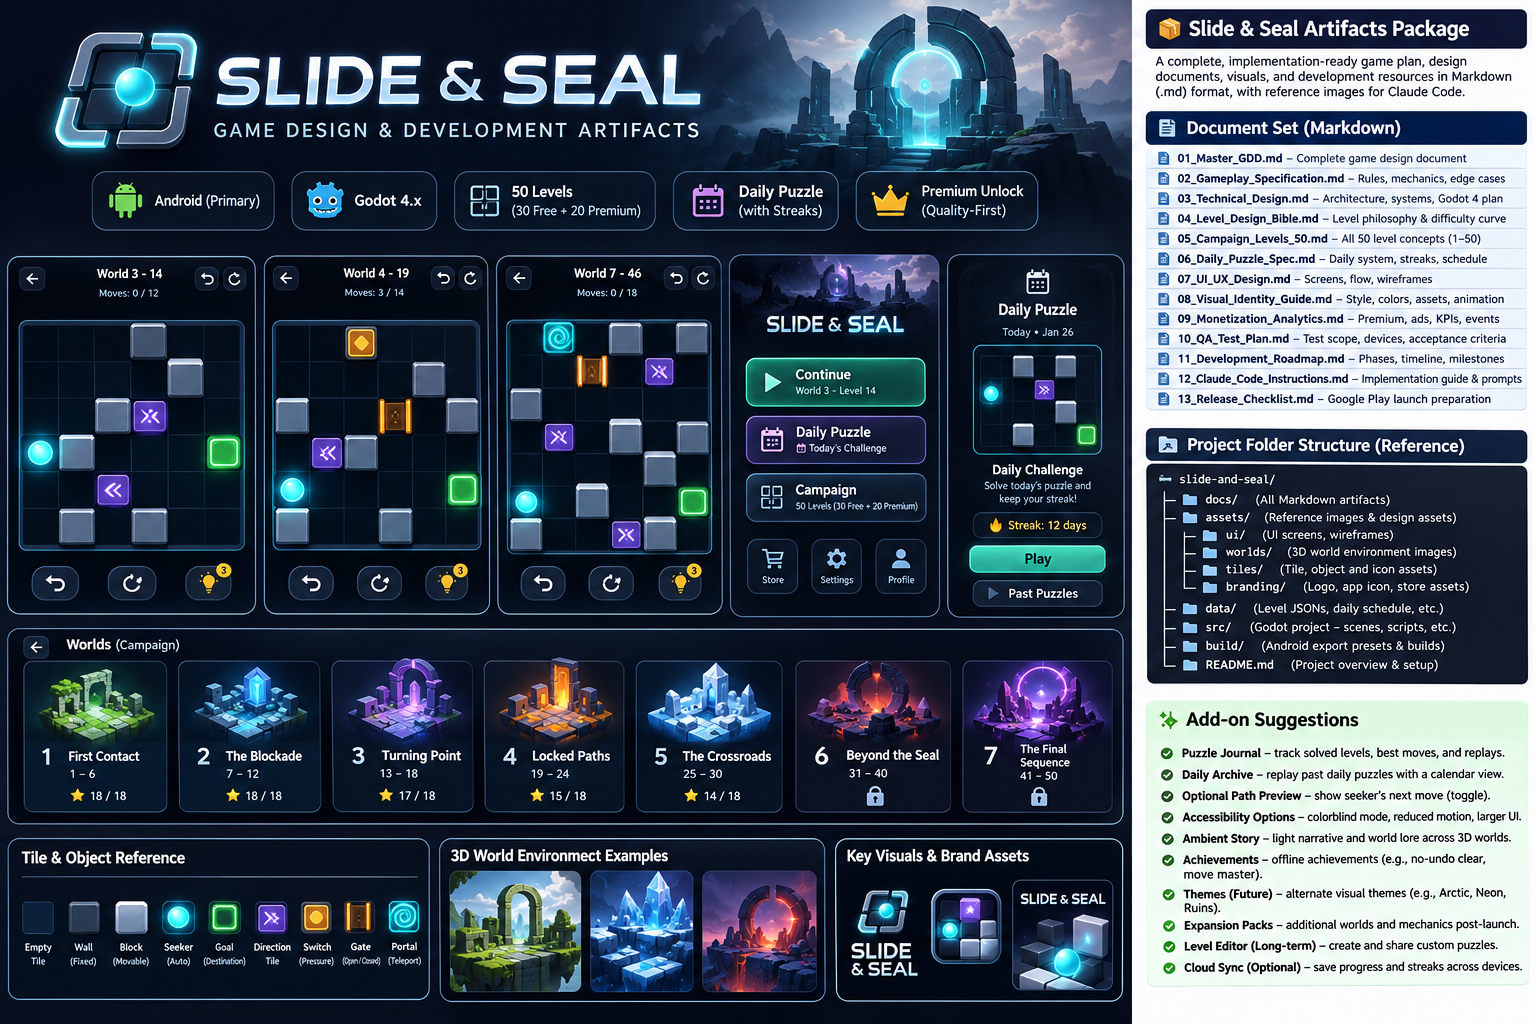 SLIDE & SEAL
GAME DESIGN & DEVELOPMENT ARTIFACTS
Android (Primary)
Godot 4.x
50 Levels
(30 Free + 20 Premium)
Daily Puzzle
(with Streaks)
Premium Unlock
(Quality-First)
World 3 - 14
Moves: 0 / 12
3
World 4 - 19
Moves: 3 / 14
3
World 7 - 46
Moves: 0 / 18
3
SLIDE & SEAL
Continue
World 3 - Level 14
Daily Puzzle
Today's Challenge
Campaign
50 Levels (30 Free + 20 Premium)
Store
Settings
Profile
Daily Puzzle
Today • Jan 26
Daily Challenge
Solve today's puzzle and
keep your streak!
Streak: 12 days
Play
Past Puzzles
Worlds (Campaign)
1 First Contact
1 – 6
18 / 18
2 The Blockade
7 – 12
18 / 18
3 Turning Point
13 – 18
17 / 18
4 Locked Paths
19 – 24
15 / 18
5 The Crossroads
25 – 30
14 / 18
6 Beyond the Seal
31 – 40
7 The Final
Sequence
41 – 50
Tile & Object Reference
Empty
Tile
Wall
(Fixed)
Block
(Movable)
Seeker
(Auto)
Goal
(Destination)
Direction
Tile
Switch
(Pressure)
Gate
(Open / Closed)
Portal
(Teleport)
3D World Environment Examples
Key Visuals & Brand Assets
SLIDE
& SEAL
SLIDE & SEAL
Slide & Seal Artifacts Package
A complete, implementation-ready game plan, design
documents, visuals, and development resources in Markdown
(.md) format, with reference images for Claude Code.
Document Set (Markdown)
01_Master_GDD.md – Complete game design document
02_Gameplay_Specification.md – Rules, mechanics, edge cases
03_Technical_Design.md – Architecture, systems, Godot 4 plan
04_Level_Design_Bible.md – Level philosophy & difficulty curve
05_Campaign_Levels_50.md – All 50 level concepts (1–50)
06_Daily_Puzzle_Spec.md – Daily system, streaks, schedule
07_UI_UX_Design.md – Screens, flow, wireframes
08_Visual_Identity_Guide.md – Style, colors, assets, animation
09_Monetization_Analytics.md – Premium, ads, KPIs, events
10_QA_Test_Plan.md – Test scope, devices, acceptance criteria
11_Development_Roadmap.md – Phases, timeline, milestones
12_Claude_Code_Instructions.md – Implementation guide & prompts
13_Release_Checklist.md – Google Play launch preparation
Project Folder Structure (Reference)
slide-and-seal/
docs/ (All Markdown artifacts)
assets/ (Reference images & design assets)
ui/ (UI screens, wireframes)
worlds/ (3D world environment images)
tiles/ (Tile, object and icon assets)
branding/ (Logo, app icon, store assets)
data/ (Level JSONs, daily schedule, etc.)
src/ (Godot project – scenes, scripts, etc.)
build/ (Android export presets & builds)
README.md (Project overview & setup)
Add-on Suggestions
Puzzle Journal – track solved levels, best moves, and replays.
Daily Archive – replay past daily puzzles with a calendar view.
Optional Path Preview – show seeker's next move (toggle).
Accessibility Options – colorblind mode, reduced motion, larger UI.
Ambient Story – light narrative and world lore across 3D worlds.
Achievements – offline achievements (e.g., no-undo clear,
move master).
Themes (Future) – alternate visual themes (e.g., Arctic, Neon,
Ruins).
Expansion Packs – additional worlds and mechanics post-launch.
Level Editor (Long-term) – create and share custom puzzles.
Cloud Sync (Optional) – save progress and streaks across devices.